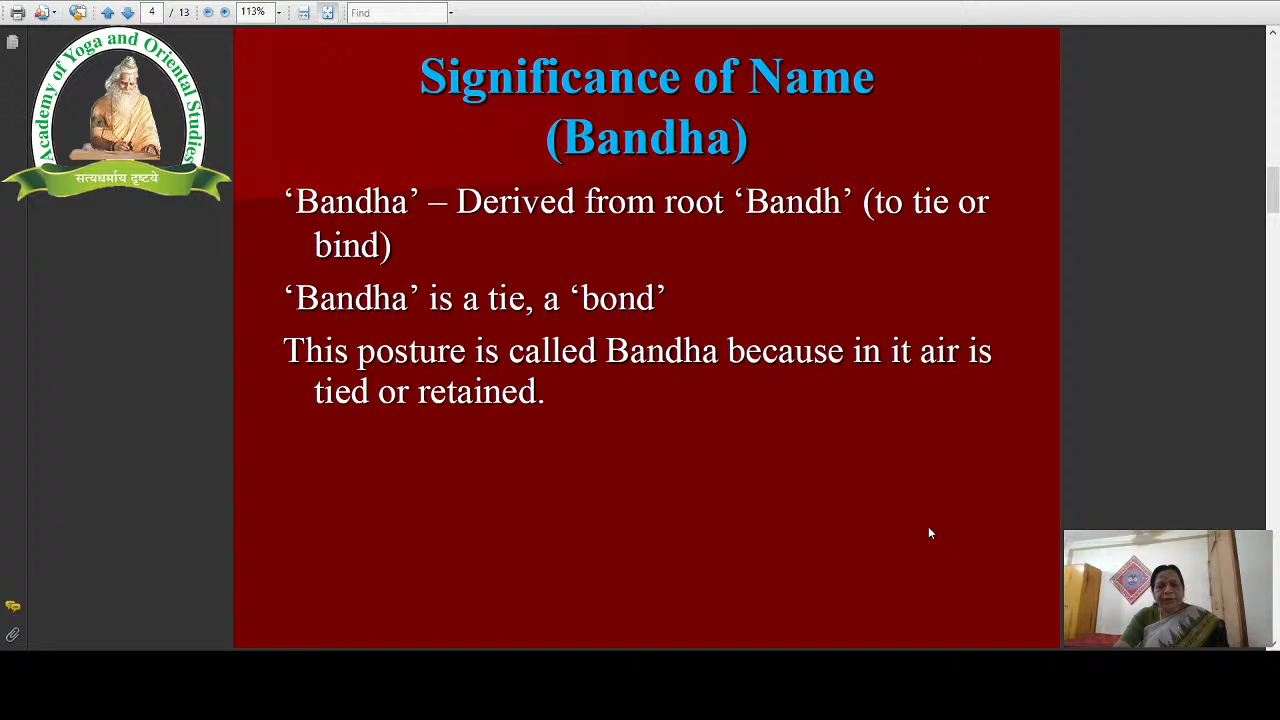 4 / 13 113% Find
Academy of Yoga and Oriental Studies
सत्यधर्माय दृष्टये
Significance of Name
(Bandha)
‘Bandha’ – Derived from root ‘Bandh’ (to tie or
bind)
‘Bandha’ is a tie, a ‘bond’
This posture is called Bandha because in it air is
tied or retained.